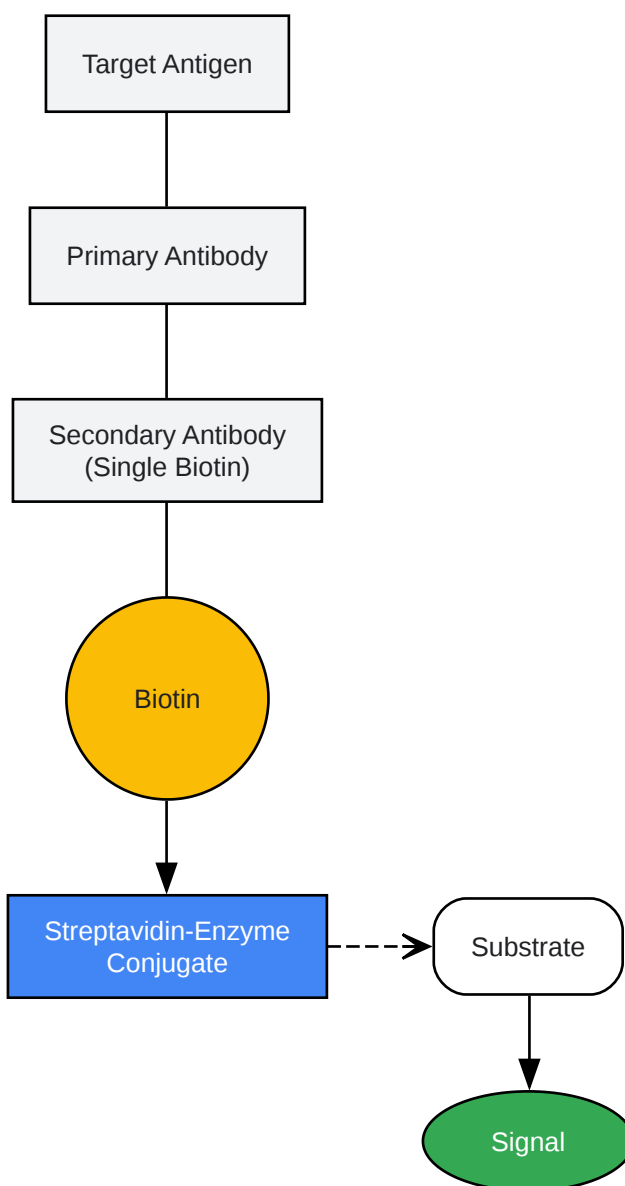 Target Antigen
Primary Antibody
Secondary Antibody
(Single Biotin)
Biotin
Streptavidin-Enzyme
Conjugate
Substrate
Signal